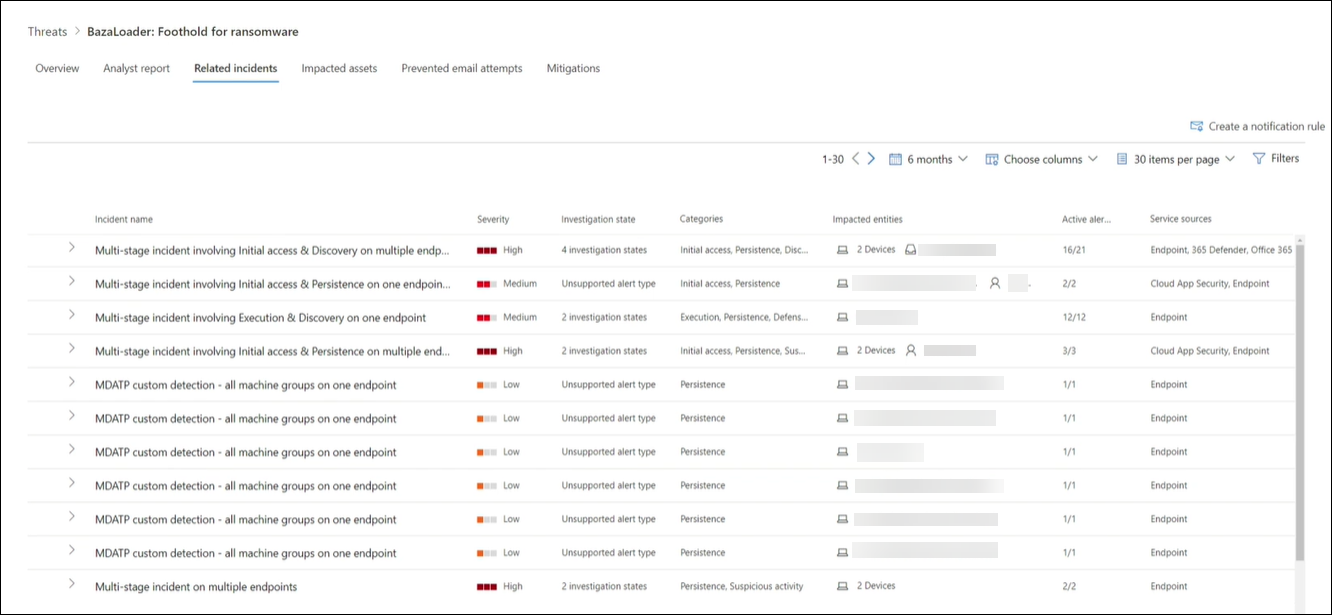 Threats > BazaLoader: Foothold for ransomware
Overview Analyst report Related incidents Impacted assets Prevented email attempts Mitigations
Create a notification rule
1-30 6 months Choose columns 30 items per page Filters
Incident name Severity Investigation state Categories Impacted entities Active aler... Service sources
Multi-stage incident involving Initial access & Discovery on multiple endp... High 4 investigation states Initial access, Persistence, Disc... 2 Devices 16/21 Endpoint, 365 Defender, Office 365
Multi-stage incident involving Initial access & Persistence on one endpoin... Medium Unsupported alert type Initial access, Persistence 2/2 Cloud App Security, Endpoint
Multi-stage incident involving Execution & Discovery on one endpoint Medium 2 investigation states Execution, Persistence, Defens... 12/12 Endpoint
Multi-stage incident involving Initial access & Persistence on multiple end... High 2 investigation states Initial access, Persistence, Sus... 2 Devices 3/3 Cloud App Security, Endpoint
MDATP custom detection - all machine groups on one endpoint Low Unsupported alert type Persistence 1/1 Endpoint
MDATP custom detection - all machine groups on one endpoint Low Unsupported alert type Persistence 1/1 Endpoint
MDATP custom detection - all machine groups on one endpoint Low Unsupported alert type Persistence 1/1 Endpoint
MDATP custom detection - all machine groups on one endpoint Low Unsupported alert type Persistence 1/1 Endpoint
MDATP custom detection - all machine groups on one endpoint Low Unsupported alert type Persistence 1/1 Endpoint
MDATP custom detection - all machine groups on one endpoint Low Unsupported alert type Persistence 1/1 Endpoint
Multi-stage incident on multiple endpoints High 2 investigation states Persistence, Suspicious activity 2 Devices 2/2 Endpoint